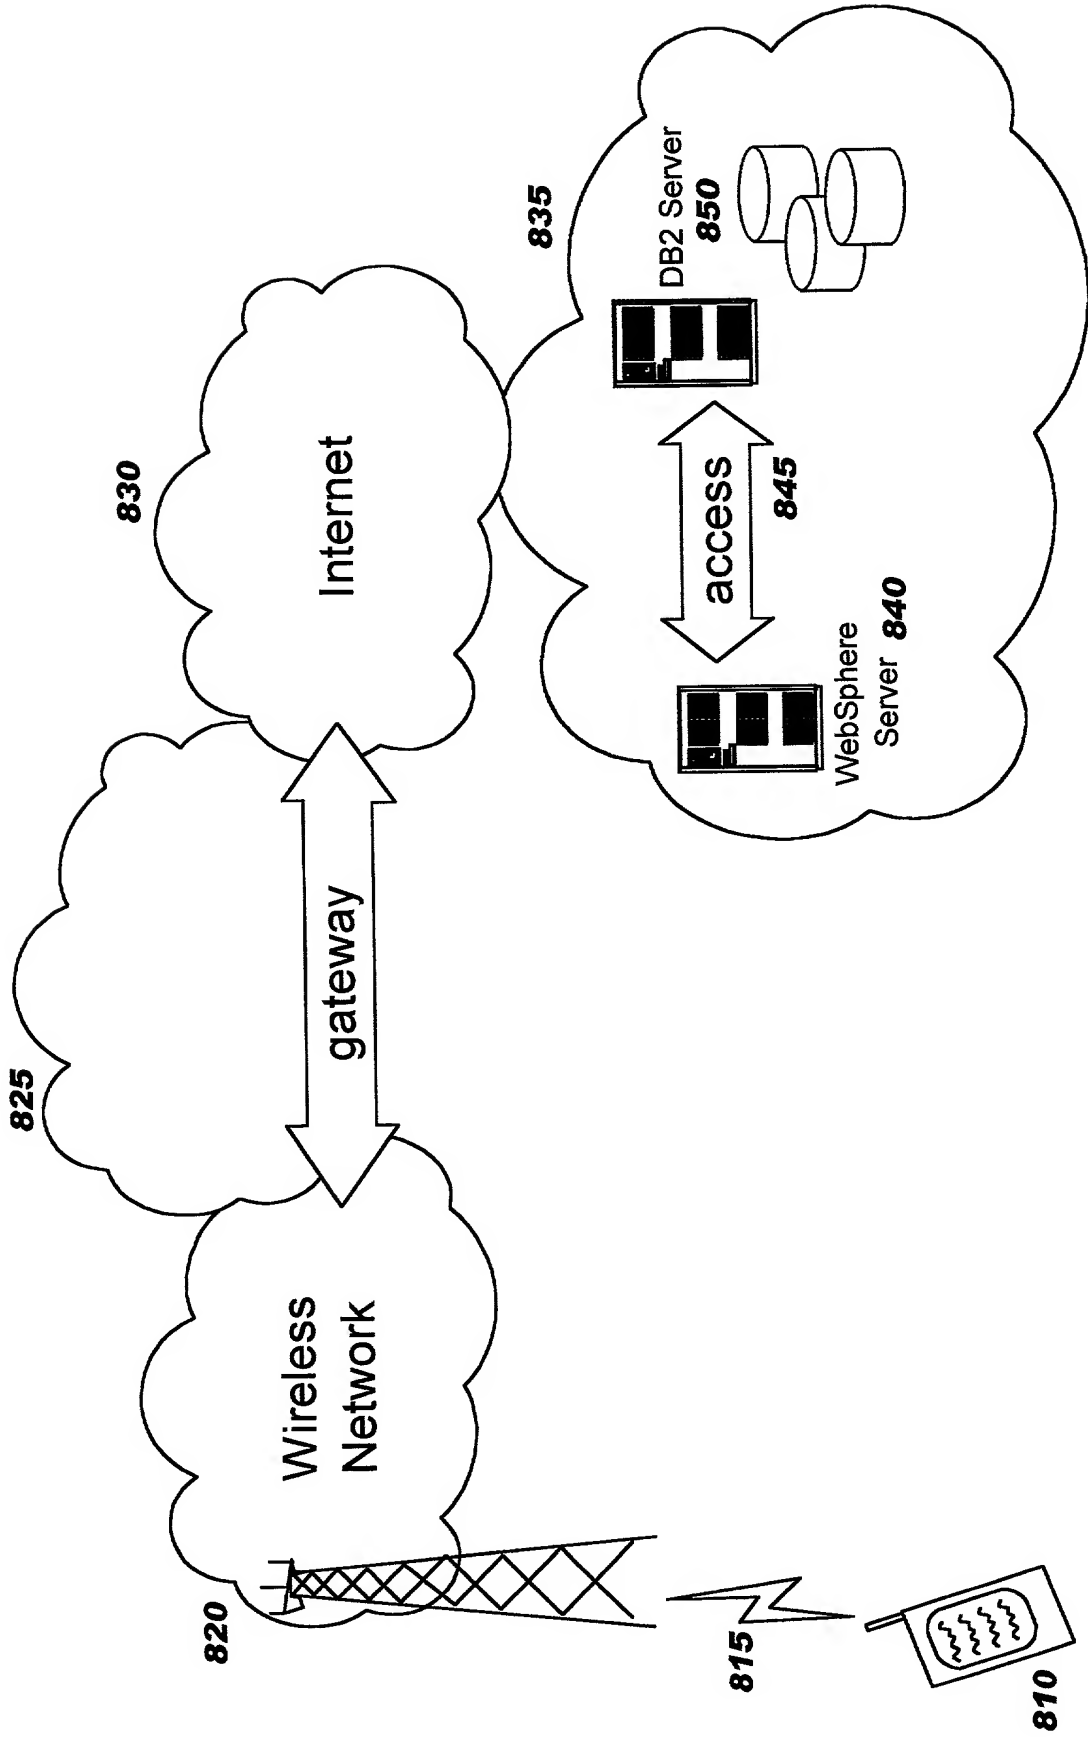 825
830
835
820
Wireless
Network
gateway
Internet
DB2 Server
850
access
845
WebSphere
Server 840
815
810